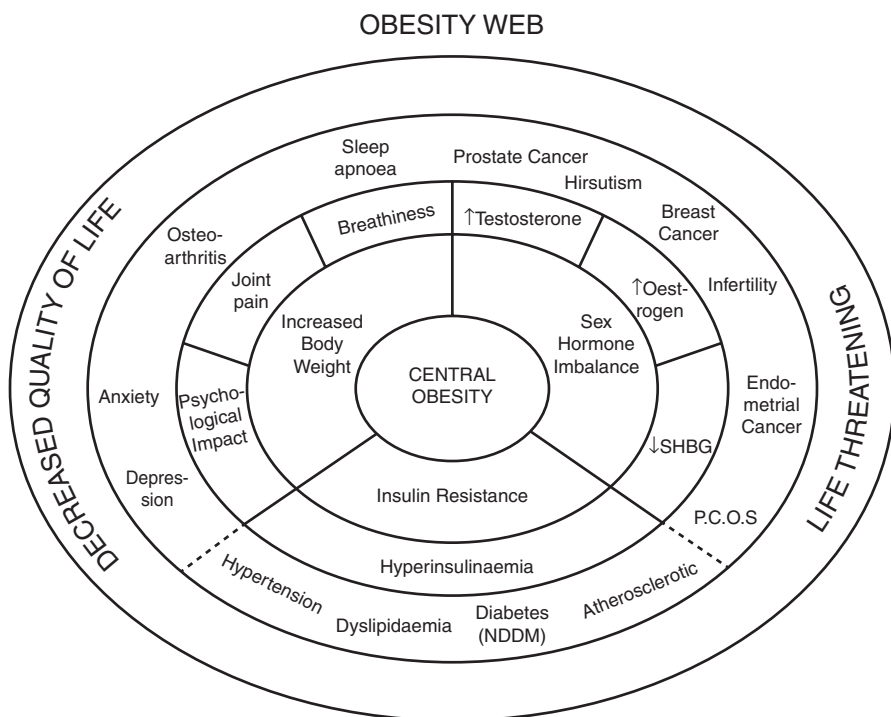 OBESITY WEB
DECREASED QUALITY OF LIFE
LIFE THREATENING
Sleep
apnoea
Prostate Cancer
Hirsutism
Breast
Cancer
Infertility
Endo-
metrial
Cancer
P.C.O.S
Osteo-
arthritis
Anxiety
Depres-
sion
Hypertension
Dyslipidaemia
Diabetes
(NDDM)
Atherosclerotic
Breathiness
↑Testosterone
↑Oest-
rogen
↓SHBG
Joint
pain
Psycho-
logical
Impact
Hyperinsulinaemia
Increased
Body
Weight
Sex
Hormone
Imbalance
Insulin Resistance
CENTRAL
OBESITY